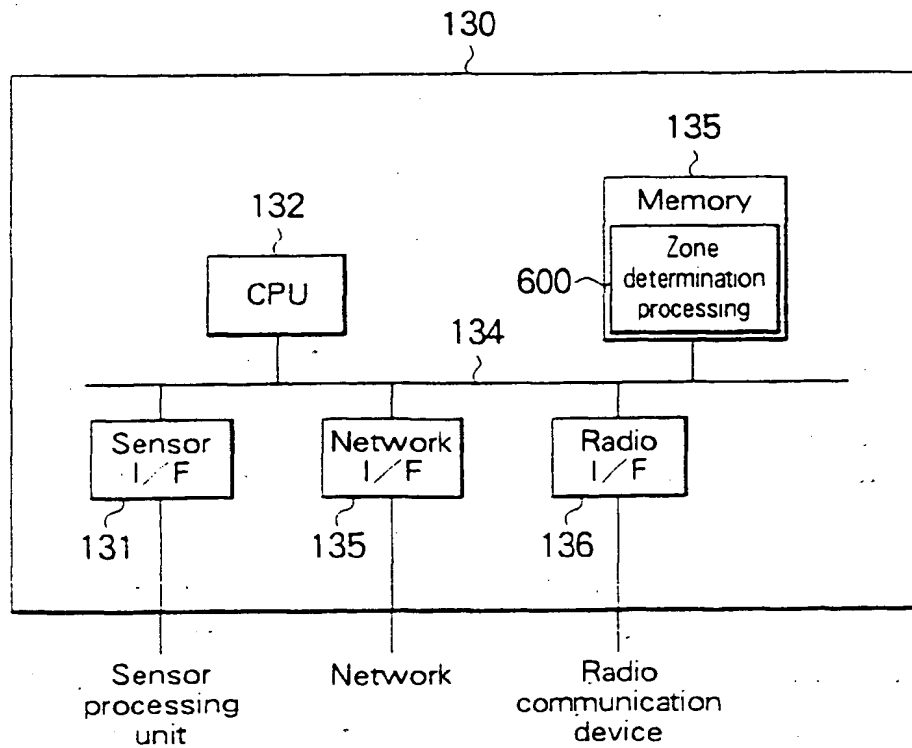 130
135
Memory
Zone
determination
processing
600
132
CPU
134
Sensor
I/F
131
Network
I/F
135
Radio
I/F
136
Sensor
processing
unit
Network
Radio
communication
device